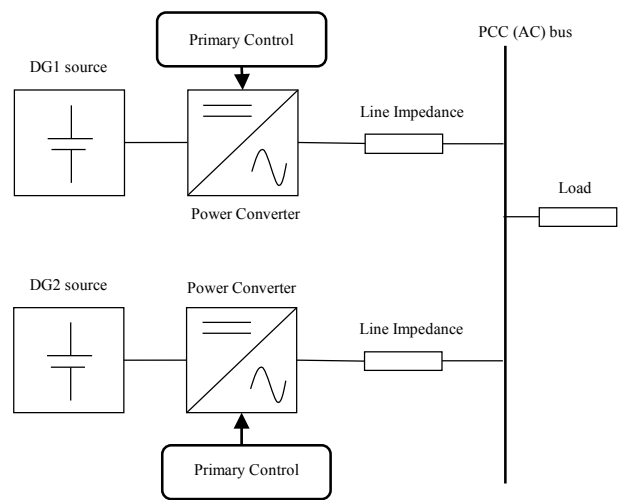 Primary Control
PCC (AC) bus
DG1 source
Line Impedance
Load
Power Converter
DG2 source
Power Converter
Line Impedance
Primary Control